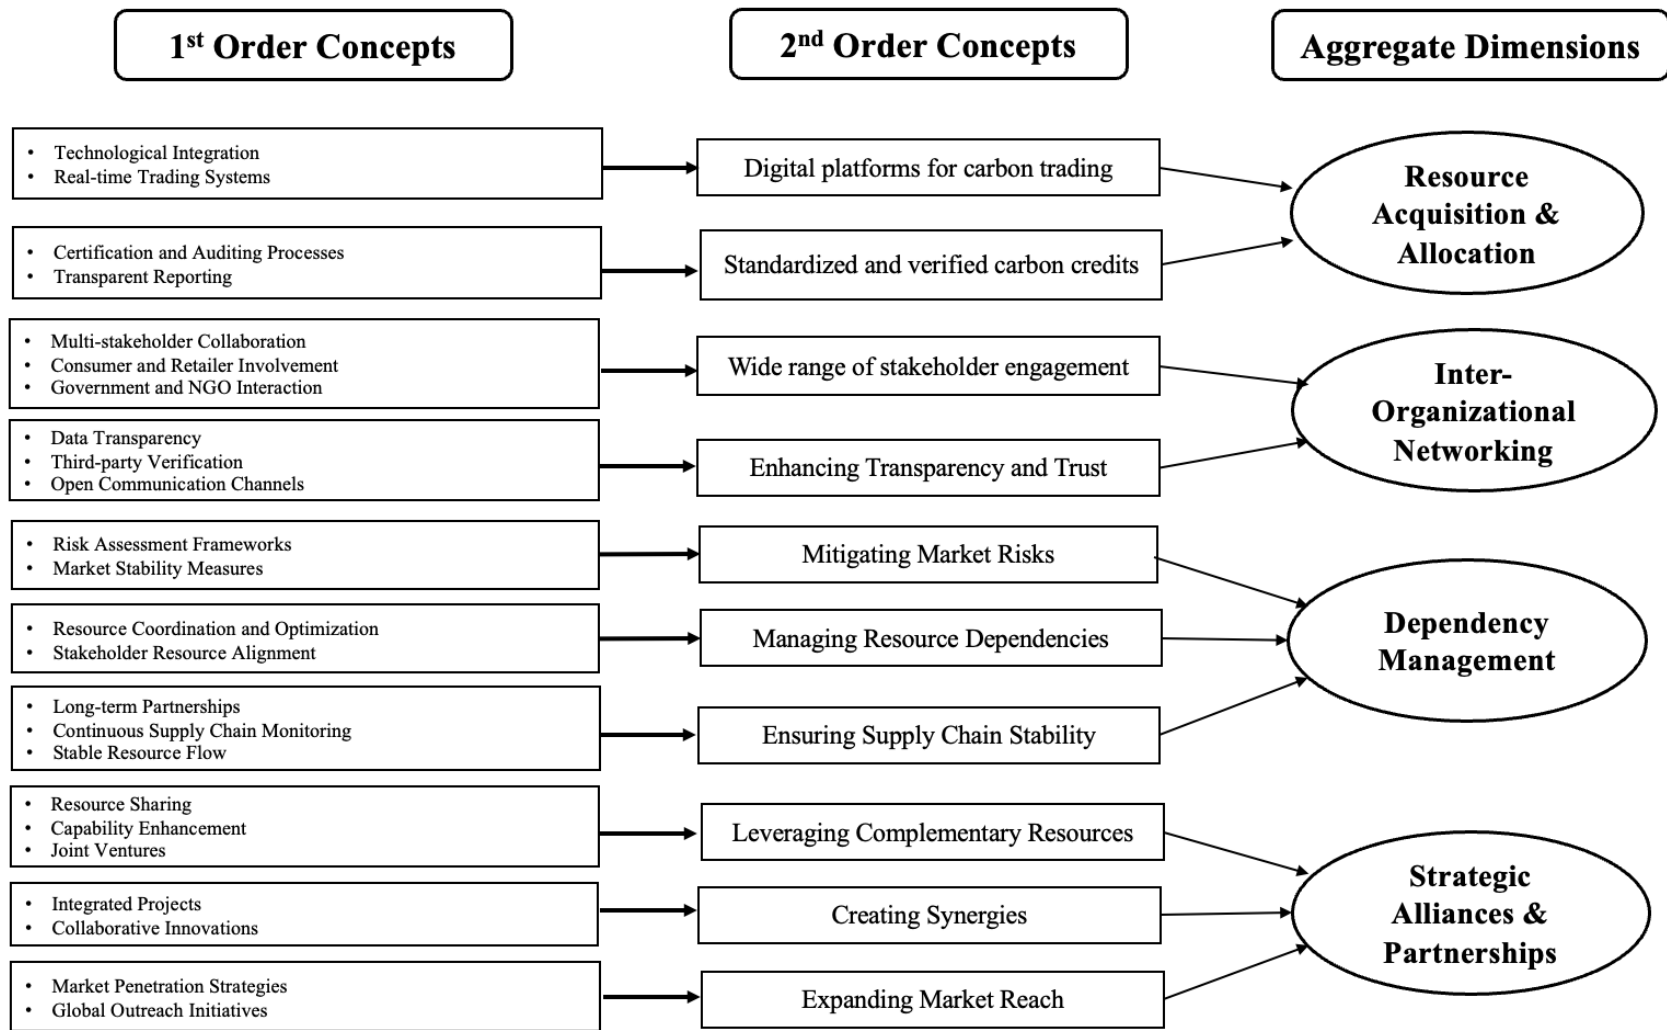 1st Order Concepts
2nd Order Concepts
Aggregate Dimensions
• Technological Integration
• Real-time Trading Systems
Digital platforms for carbon trading
Resource
Acquisition &
Allocation
• Certification and Auditing Processes
• Transparent Reporting
Standardized and verified carbon credits
• Multi-stakeholder Collaboration
• Consumer and Retailer Involvement
• Government and NGO Interaction
Wide range of stakeholder engagement
Inter-
Organizational
Networking
• Data Transparency
• Third-party Verification
• Open Communication Channels
Enhancing Transparency and Trust
• Risk Assessment Frameworks
• Market Stability Measures
Mitigating Market Risks
• Resource Coordination and Optimization
• Stakeholder Resource Alignment
Managing Resource Dependencies
Dependency
Management
• Long-term Partnerships
• Continuous Supply Chain Monitoring
• Stable Resource Flow
Ensuring Supply Chain Stability
• Resource Sharing
• Capability Enhancement
• Joint Ventures
Leveraging Complementary Resources
• Integrated Projects
• Collaborative Innovations
Creating Synergies
Strategic
Alliances &
Partnerships
• Market Penetration Strategies
• Global Outreach Initiatives
Expanding Market Reach